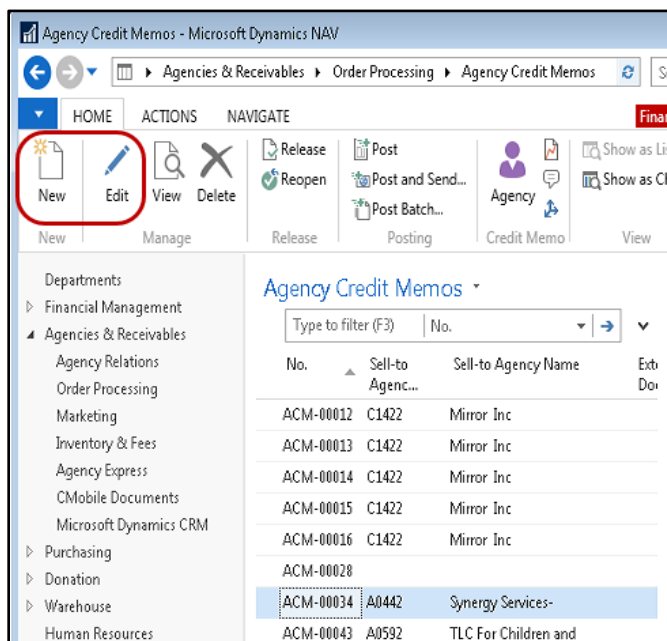 Agency Credit Memos - Microsoft Dynamics NAV
Agencies & Receivables Order Processing Agency Credit Memos
HOME ACTIONS NAVIGATE
New Edit View Delete
Release
Reopen
Post
Post and Send...
Post Batch...
Agency
Show as
Show as
New Manage Release Posting Credit Memo View
Departments
Financial Management
Agencies & Receivables
Agency Relations
Order Processing
Marketing
Inventory & Fees
Agency Express
CMobile Documents
Microsoft Dynamics CRM
Purchasing
Donation
Warehouse
Human Resources
Agency Credit Memos
Type to filter (F3) No.
No. Sell-to Agenc... Sell-to Agency Name
ACM-00012 C1422 Mirror Inc
ACM-00013 C1422 Mirror Inc
ACM-00014 C1422 Mirror Inc
ACM-00015 C1422 Mirror Inc
ACM-00016 C1422 Mirror Inc
ACM-00028
ACM-00034 A0442 Synergy Services-
ACM-00043 A0592 TLC For Children and